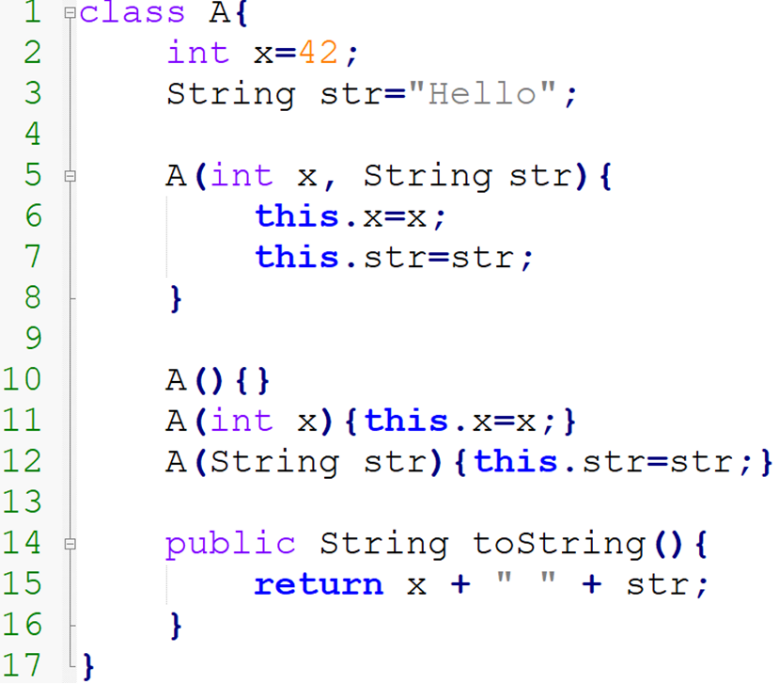 1 class A{
2 int x=42;
3 String str="Hello";
4
5 A(int x, String str){
6 this.x=x;
7 this.str=str;
8 }
9
10 A(){}
11 A(int x){this.x=x;}
12 A(String str){this.str=str;}
13
14 public String toString(){
15 return x + " " + str;
16 }
17 }